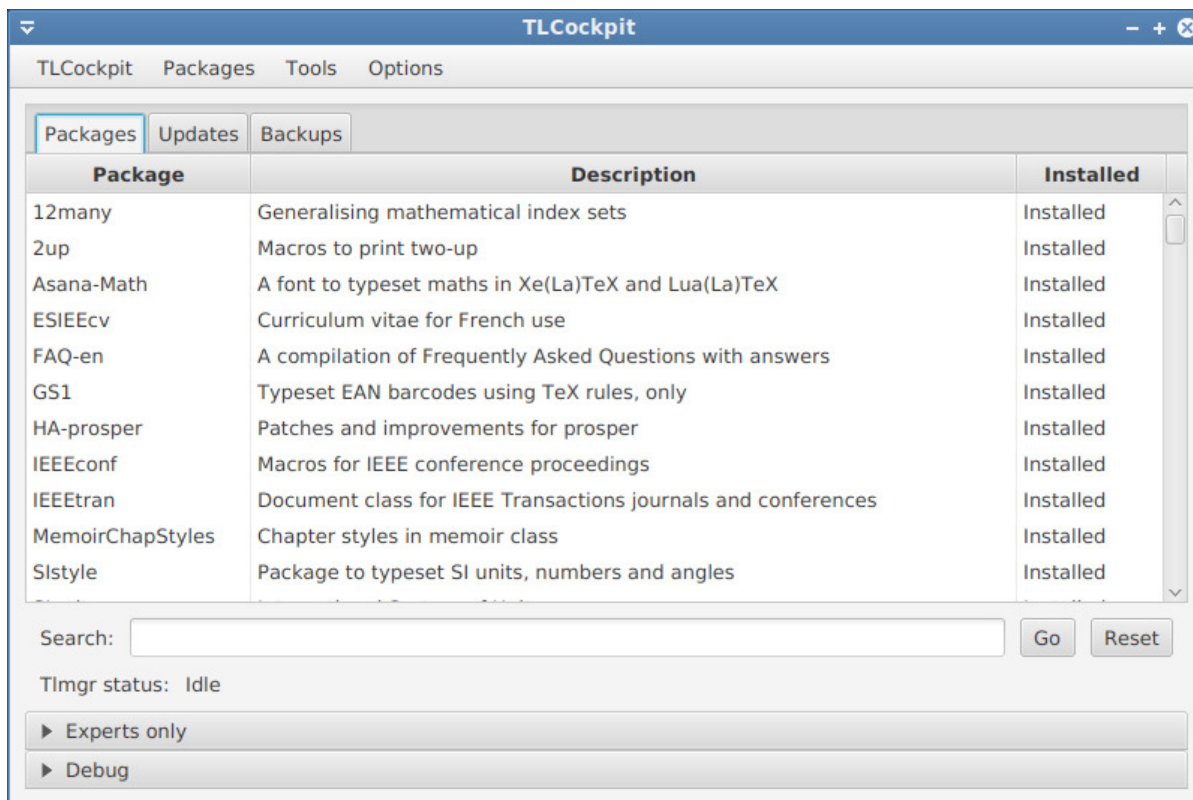 TLCockpit
TLCockpit Packages Tools Options
Packages Updates Backups
Package Description Installed
12many Generalising mathematical index sets Installed
2up Macros to print two-up Installed
Asana-Math A font to typeset maths in Xe(La)TeX and Lua(La)TeX Installed
ESIEEcv Curriculum vitae for French use Installed
FAQ-en A compilation of Frequently Asked Questions with answers Installed
GS1 Typeset EAN barcodes using TeX rules, only Installed
HA-prosper Patches and improvements for prosper Installed
IEEEconf Macros for IEEE conference proceedings Installed
IEEEtran Document class for IEEE Transactions journals and conferences Installed
MemoirChapStyles Chapter styles in memoir class Installed
SIstyle Package to typeset SI units, numbers and angles Installed
Search: Go Reset
Tlmgr status: Idle
Experts only
Debug